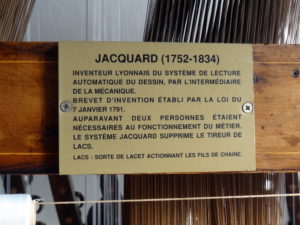 JACQUARD (1752-1834)
INVENTEUR LYONNAIS DU SYSTÈME DE LECTURE
AUTOMATIQUE DU DESSIN, PAR L'INTERMÉDIAIRE
DE LA MÉCANIQUE.
BREVET D'INVENTION ÉTABLI PAR LA LOI DU
7 JANVIER 1791.
AUPARAVANT DEUX PERSONNES ÉTAIENT
NÉCESSAIRES AU FONCTIONNEMENT DU MÉTIER.
LE SYSTÈME JACQUARD SUPPRIME LE TIREUR DE
LACS.
LACS : SORTE DE LACET ACTIONNANT LES FILS DE CHAINE.